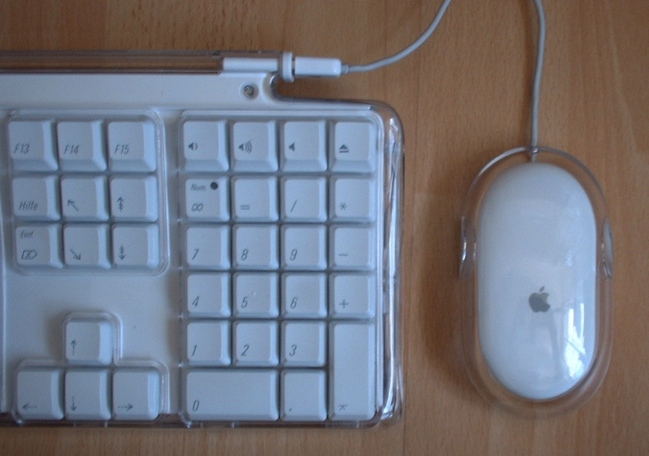 F13 F14 F15
Hilfe
Num
= / *
Entf
7 8 9 -
4 5 6 +
1 2 3
0 .